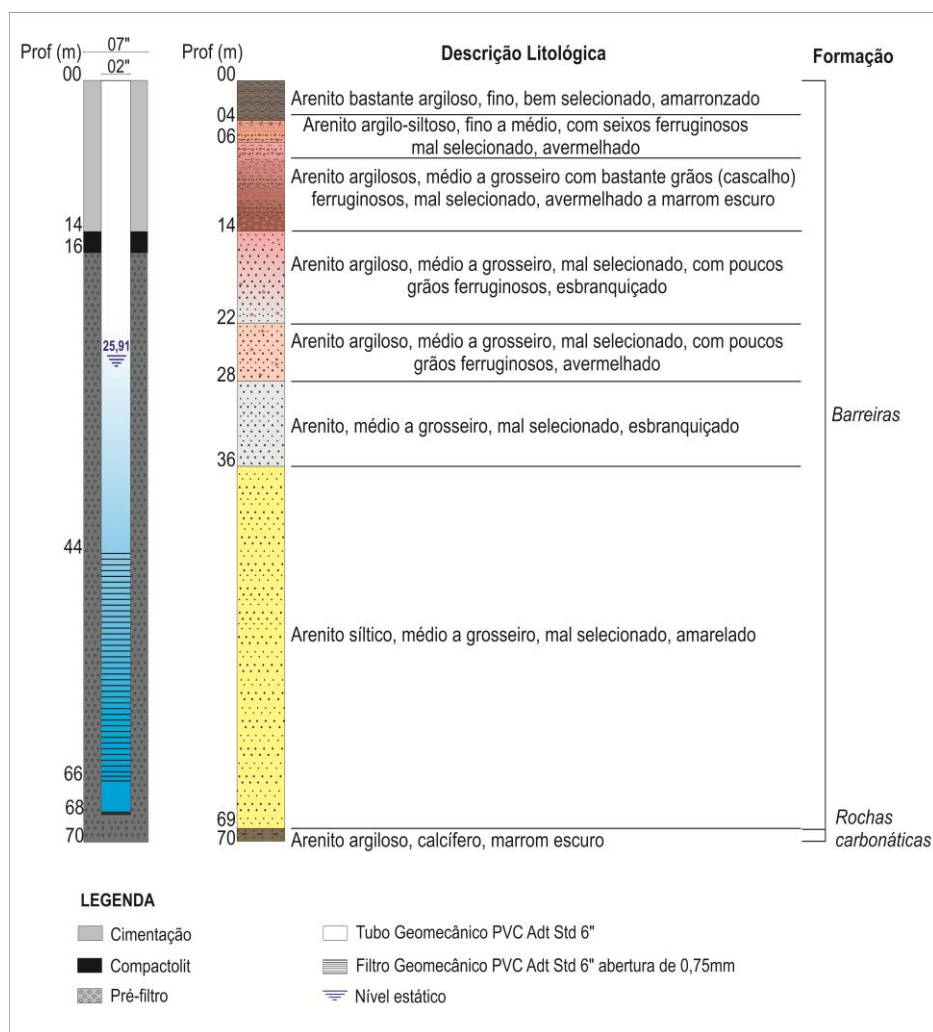 07"
Prof (m)
02"
00
14
16
25,91
44
66
68
70
Prof (m)
00
04
06
14
22
28
36
69
70
Descrição Litológica
Arenito bastante argiloso, fino, bem selecionado, amarronzado
Arenito argilo-siltoso, fino a médio, com seixos ferruginosos
mal selecionado, avermelhado
Arenito argilosos, médio a grosseiro com bastante grãos (cascalho)
ferruginosos, mal selecionado, avermelhado a marrom escuro
Arenito argiloso, médio a grosseiro, mal selecionado, com poucos
grãos ferruginosos, esbranquiçado
Arenito argiloso, médio a grosseiro, mal selecionado, com poucos
grãos ferruginosos, avermelhado
Arenito, médio a grosseiro, mal selecionado, esbranquiçado
Arenito síltico, médio a grosseiro, mal selecionado, amarelado
Arenito argiloso, calcífero, marrom escuro
Formação
Barreiras
Rochas
carbonáticas
LEGENDA
Cimentação
Compactolit
Pré-filtro
Tubo Geomecânico PVC Adt Std 6"
Filtro Geomecânico PVC Adt Std 6" abertura de 0,75mm
Nível estático